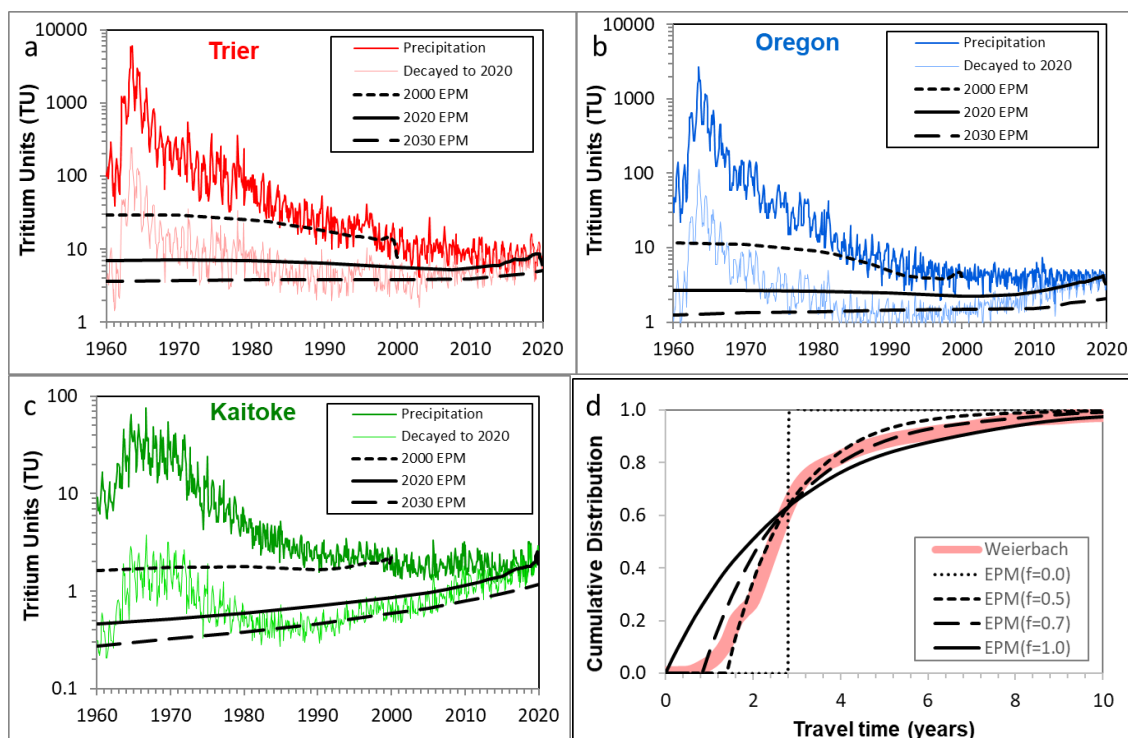 a
Trier
Tritium Units (TU)
10000
1000
100
10
1
1960
1970
1980
1990
2000
2010
2020
Precipitation
Decayed to 2020
2000 EPM
2020 EPM
2030 EPM
b
Oregon
Tritium Units (TU)
10000
1000
100
10
1
1960
1970
1980
1990
2000
2010
2020
Precipitation
Decayed to 2020
2000 EPM
2020 EPM
2030 EPM
c
Kaitoke
Tritium Units (TU)
100
10
1
0.1
1960
1970
1980
1990
2000
2010
2020
Precipitation
Decayed to 2020
2000 EPM
2020 EPM
2030 EPM
d
Cumulative Distribution
1.0
0.8
0.6
0.4
0.2
0.0
0
2
4
6
8
10
Travel time (years)
Weierbach
EPM(f=0.0)
EPM(f=0.5)
EPM(f=0.7)
EPM(f=1.0)